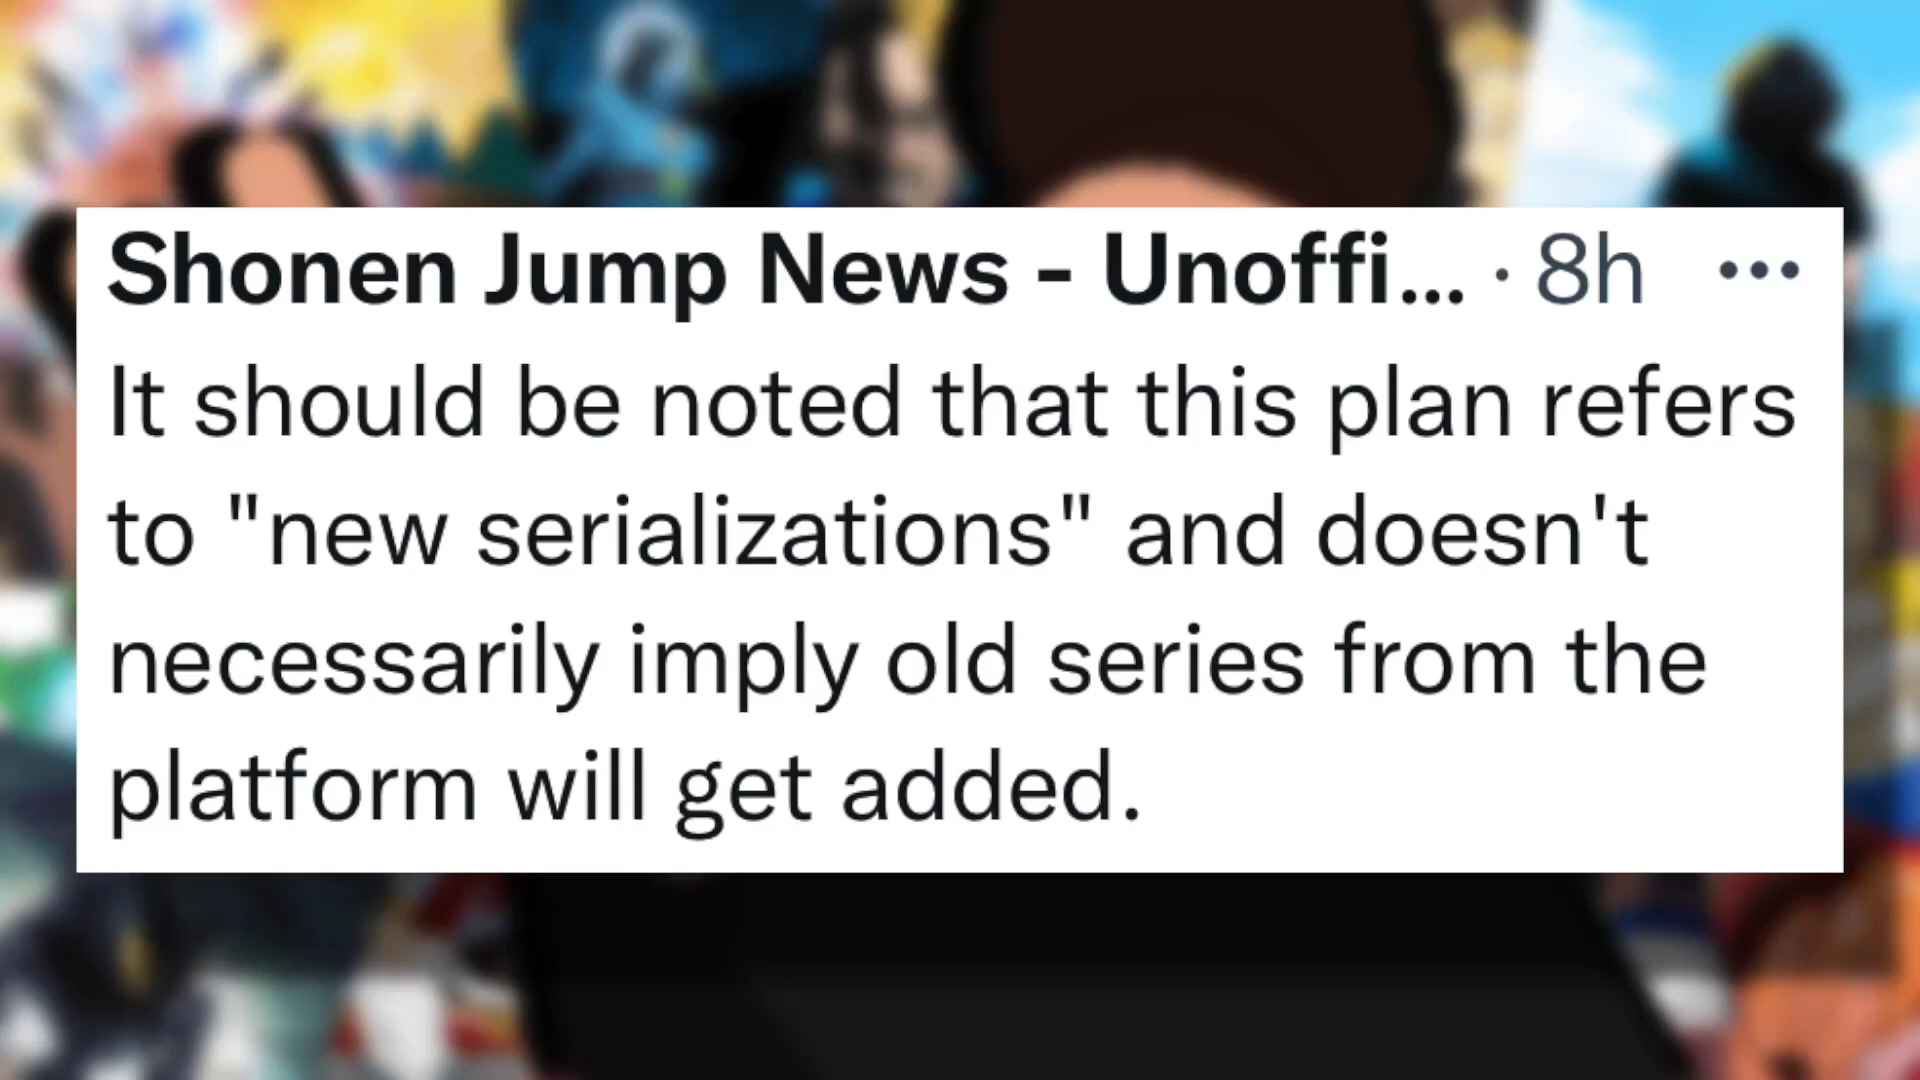 Shonen Jump News - Unoffi... · 8h ...
It should be noted that this plan refers
to "new serializations" and doesn't
necessarily imply old series from the
platform will get added.